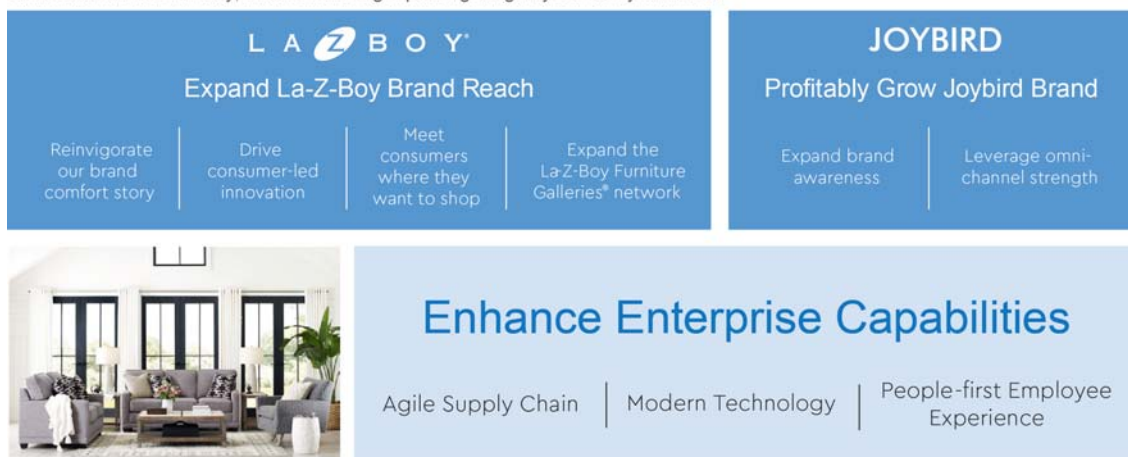 LA Z BOY®
Expand La-Z-Boy Brand Reach
Reinvigorate
our brand
comfort story
Drive
consumer-led
innovation
Meet
consumers
where they
want to shop
Expand the
La-Z-Boy Furniture
Galleries® network
JOYBIRD
Profitably Grow Joybird Brand
Expand brand
awareness
Leverage omni-
channel strength
Enhance Enterprise Capabilities
Agile Supply Chain
Modern Technology
People-first Employee
Experience